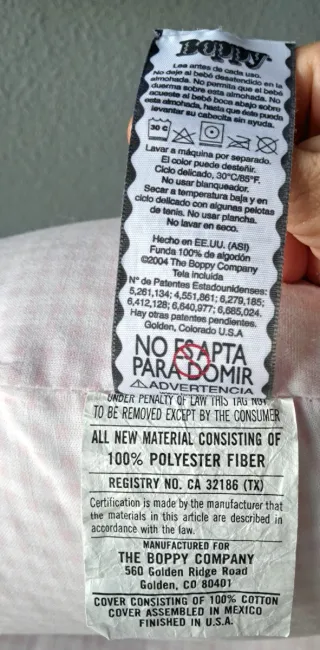 Boppy
Lea antes de cada uso.
No deje al bebé desatendido en la
almohada. No permita que el bebé
duerma sobre esta almohada. No
acueste al bebé boca abajo sobre
esta almohada, hasta que éste pueda
levantar su cabecita sin ayuda.
30 C
Lavar a máquina por separado.
El color puede desteñir.
Ciclo delicado, 30°C/85°F.
No usar blanqueador.
Secar a temperatura baja y en
ciclo delicado con algunas pelotas
de tenis. No usar plancha.
No lavar en seco.
Hecho en EE.UU. (ASI)
Funda 100% de algodón
©2004 The Boppy Company
Tela incluida
N° de Patentes Estadounidenses:
5,261,134; 4,551,861; 6,279,185;
6,412,128; 6,640,977; 6,685,024.
Hay otras patentes pendientes.
Golden, Colorado U.S.A
NO ES APTA
PARA DOMIR
ADVERTENCIA
UNDER PENALTY OF LAW THIS TAG NOT
TO BE REMOVED EXCEPT BY THE CONSUMER
ALL NEW MATERIAL CONSISTING OF
100% POLYESTER FIBER
REGISTRY NO. CA 32186 (TX)
Certification is made by the manufacturer that
the materials in this article are described in
accordance with the law.
MANUFACTURED FOR
THE BOPPY COMPANY
560 Golden Ridge Road
Golden, CO 80401
COVER CONSISTING OF 100% COTTON
COVER ASSEMBLED IN MEXICO
FINISHED IN U.S.A.